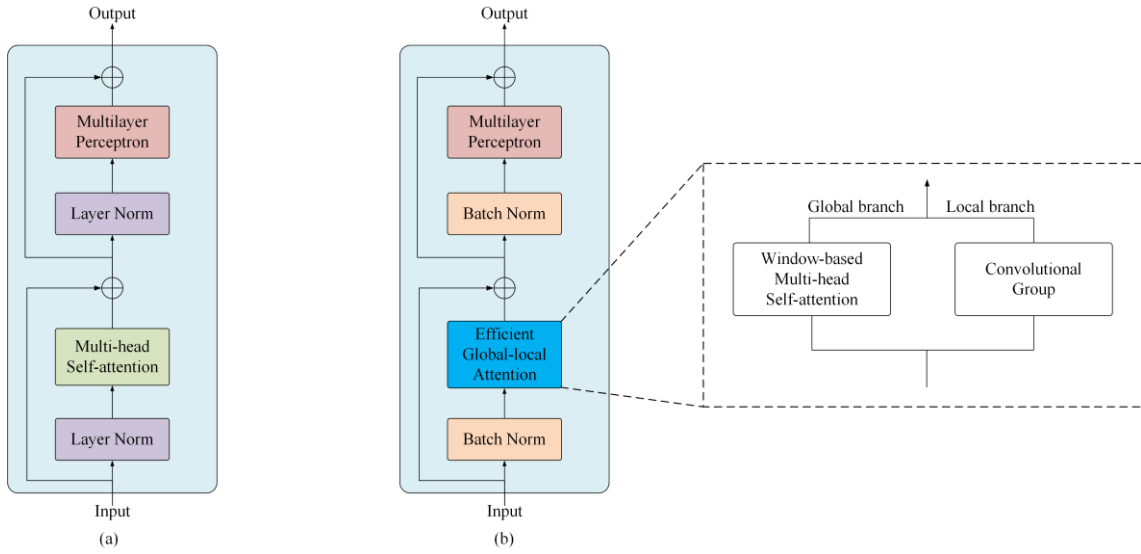 Output
Multilayer
Perceptron
Layer Norm
Multi-head
Self-attention
Layer Norm
Input
(a)
Output
Multilayer
Perceptron
Batch Norm
Efficient
Global-local
Attention
Batch Norm
Input
(b)
Global branch
Local branch
Window-based
Multi-head
Self-attention
Convolutional
Group